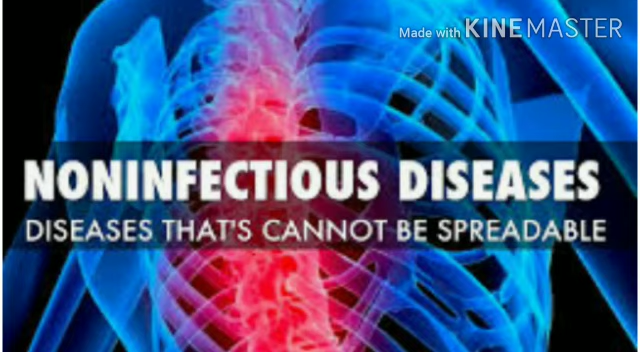 Made with KINEMASTER
NONINFECTIOUS DISEASES
DISEASES THAT'S CANNOT BE SPREADABLE